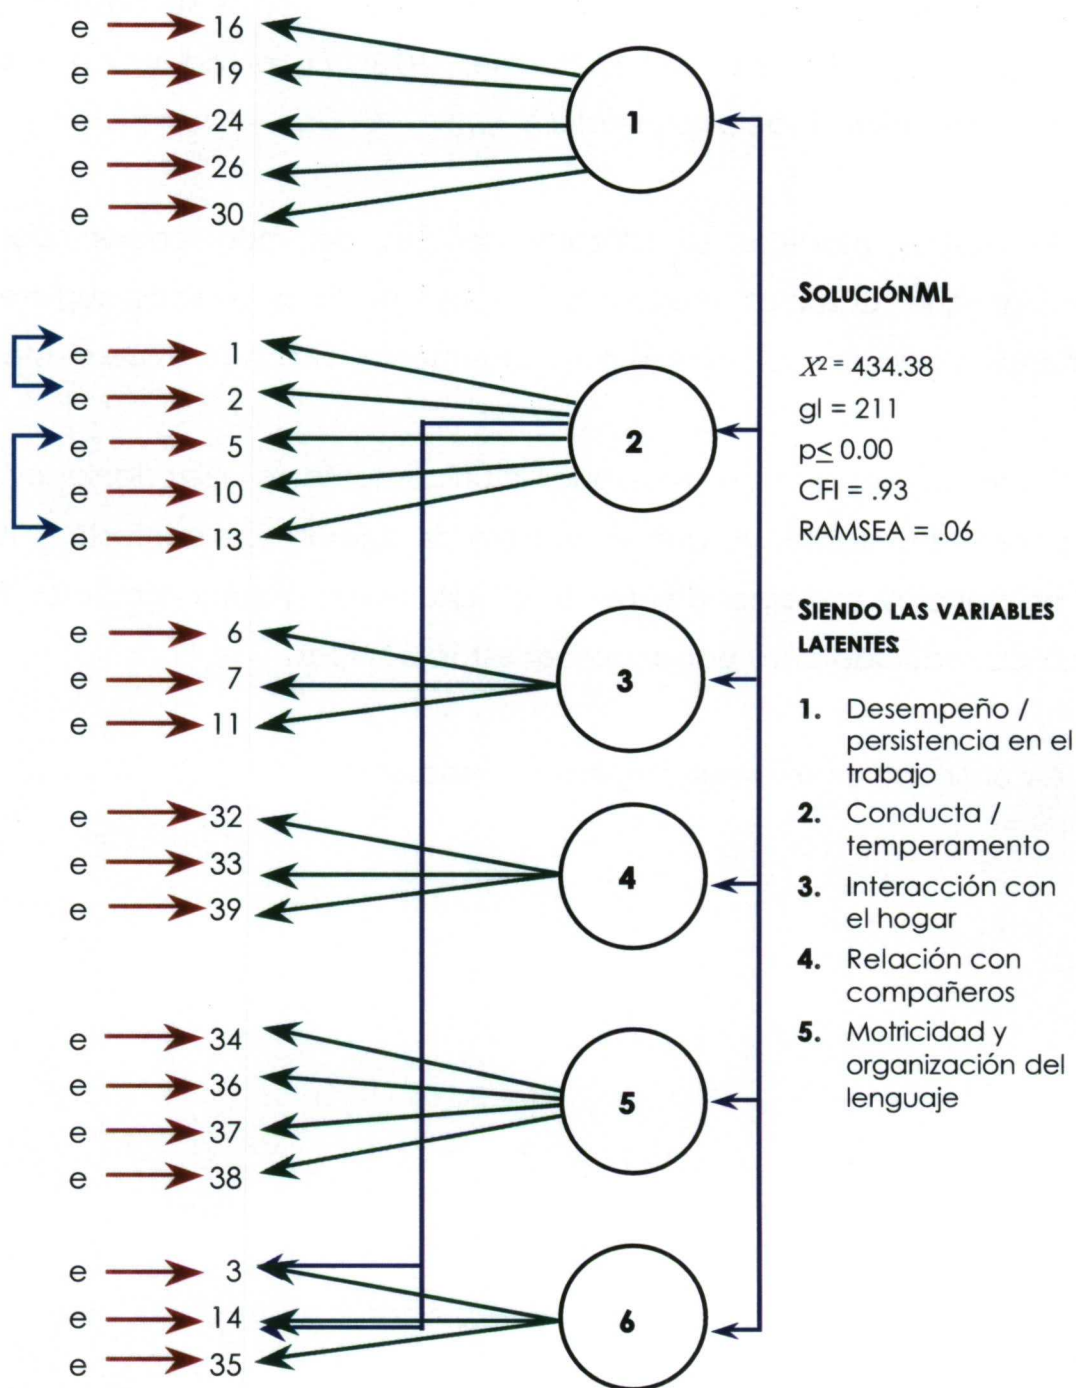 e 16
e 19
e 24
e 26
e 30
1
e 1
e 2
e 5
e 10
e 13
2
e 6
e 7
e 11
3
e 32
e 33
e 39
4
e 34
e 36
e 37
e 38
5
e 3
e 14
e 35
6
SOLUCIÓN ML
X² = 434.38
gl = 211
p≤ 0.00
CFI = .93
RAMSEA = .06
SIENDO LAS VARIABLES
LATENTES
1. Desempeño /
persistencia en el
trabajo
2. Conducta /
temperamento
3. Interacción con
el hogar
4. Relación con
compañeros
5. Motricidad y
organización del
lenguaje